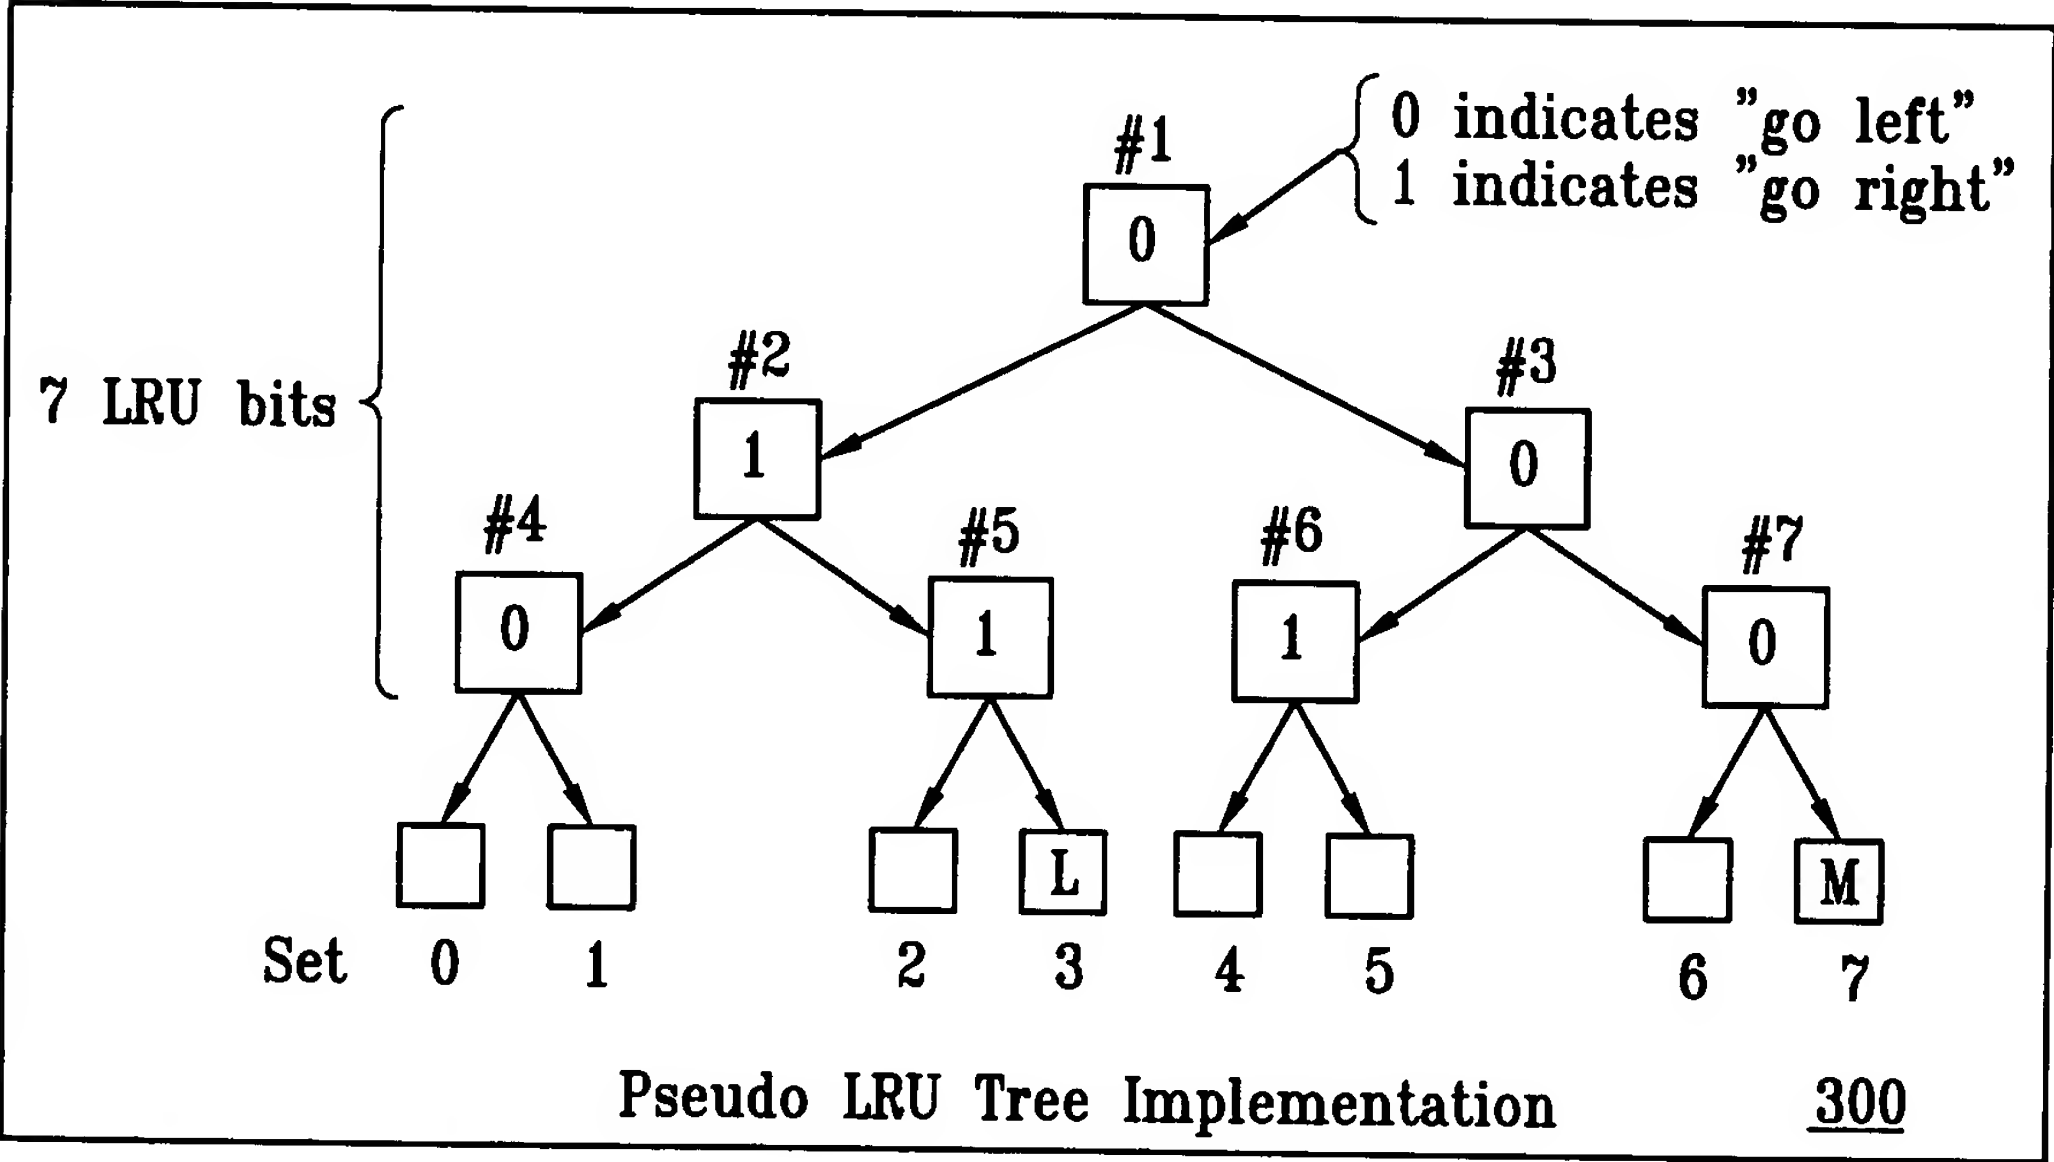 0 indicates ”go left”
1 indicates ”go right”
#1
0
#2
#3
7 LRU bits
1
0
#4
#5
#6
#7
0
1
1
0
L
M
Set 0 1 2 3 4 5 6 7
Pseudo LRU Tree Implementation 300